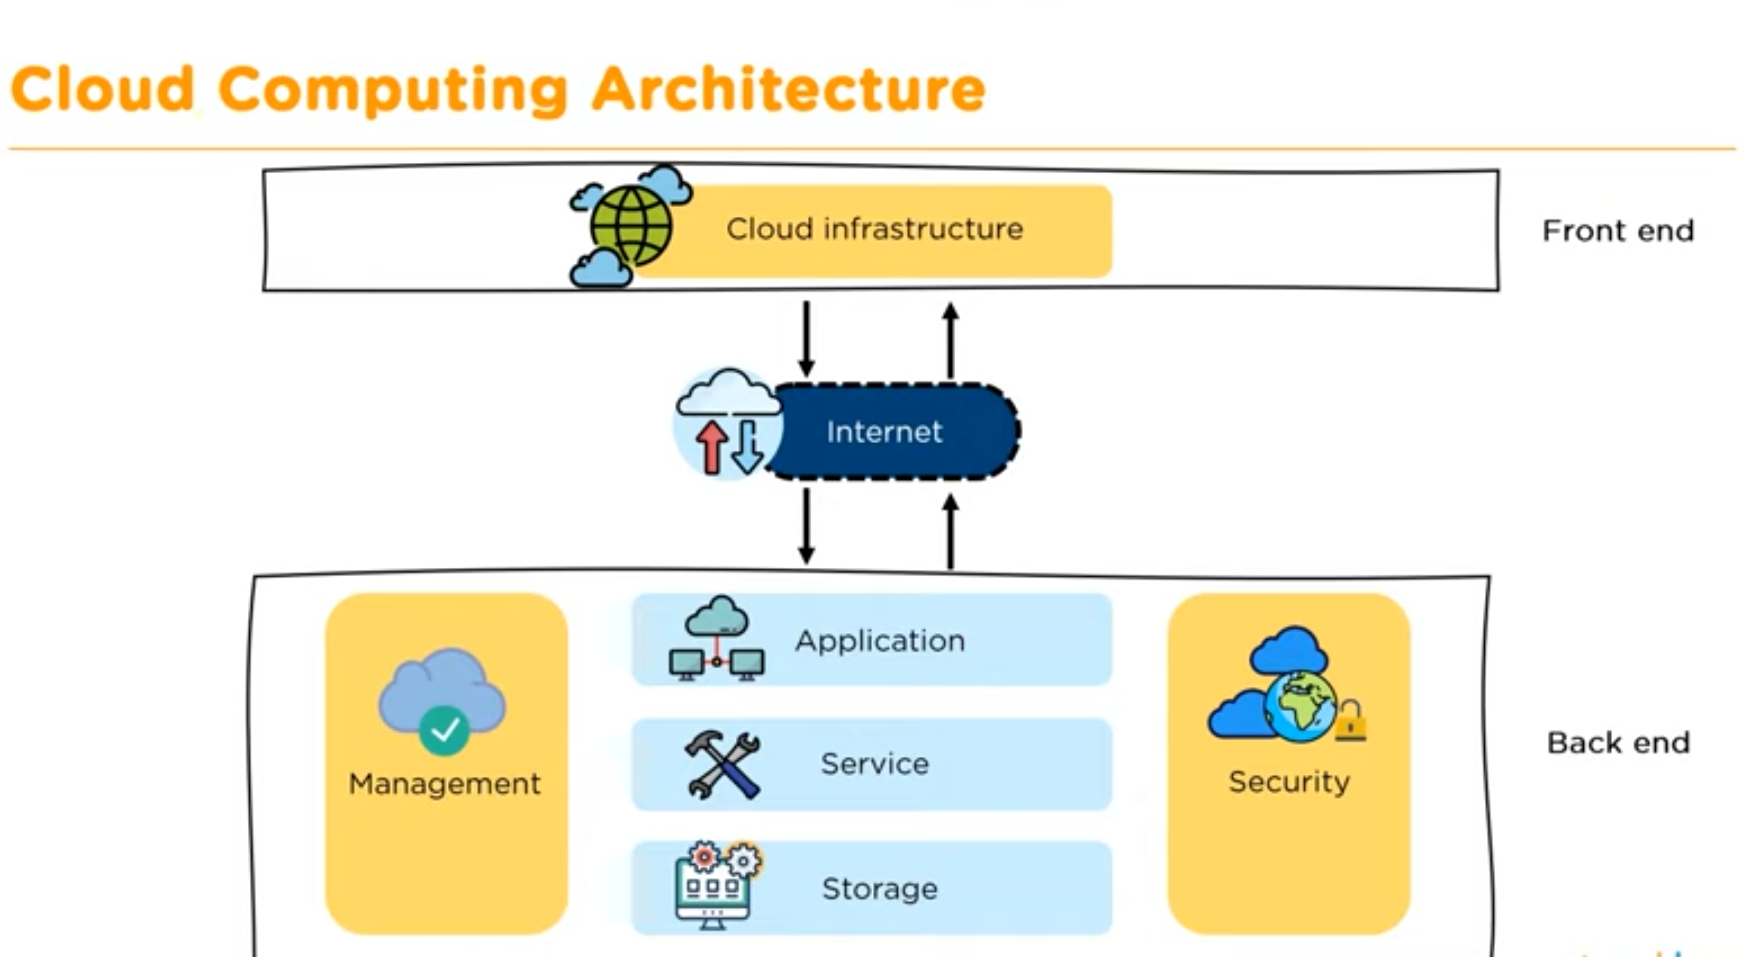 Cloud Computing Architecture
Cloud infrastructure
Front end
Internet
Application
Management
Service
Security
Back end
Storage